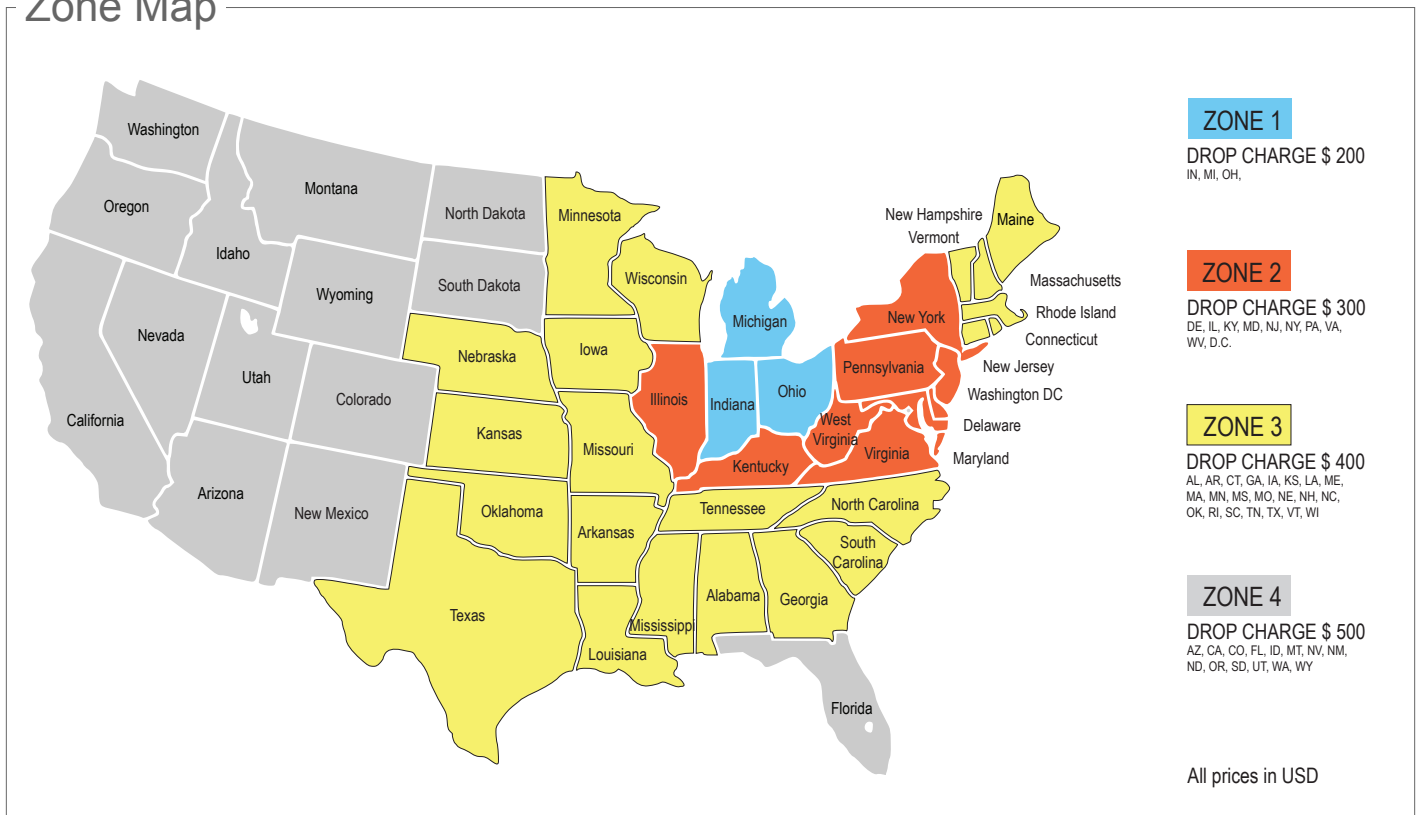 Zone Map
Washington
Oregon
Idaho
Montana
North Dakota
South Dakota
Wyoming
Nevada
Utah
California
Colorado
Arizona
New Mexico
Minnesota
Wisconsin
Nebraska
Iowa
Kansas
Missouri
Oklahoma
Arkansas
Texas
Louisiana
Mississippi
Alabama
Georgia
Tennessee
North Carolina
South
Carolina
Florida
Michigan
Illinois
Indiana
Ohio
Kentucky
West
Virginia
Virginia
Pennsylvania
New York
New Hampshire
Vermont
Maine
Massachusetts
Rhode Island
Connecticut
New Jersey
Washington DC
Delaware
Maryland
ZONE 1
DROP CHARGE $ 200
IN, MI, OH,
ZONE 2
DROP CHARGE $ 300
DE, IL, KY, MD, NJ, NY, PA, VA,
WV, D.C.
ZONE 3
DROP CHARGE $ 400
AL, AR, CT, GA, IA, KS, LA, ME,
MA, MN, MS, MO, NE, NH, NC,
OK, RI, SC, TN, TX, VT, WI
ZONE 4
DROP CHARGE $ 500
AZ, CA, CO, FL, ID, MT, NV, NM,
ND, OR, SD, UT, WA, WY
All prices in USD